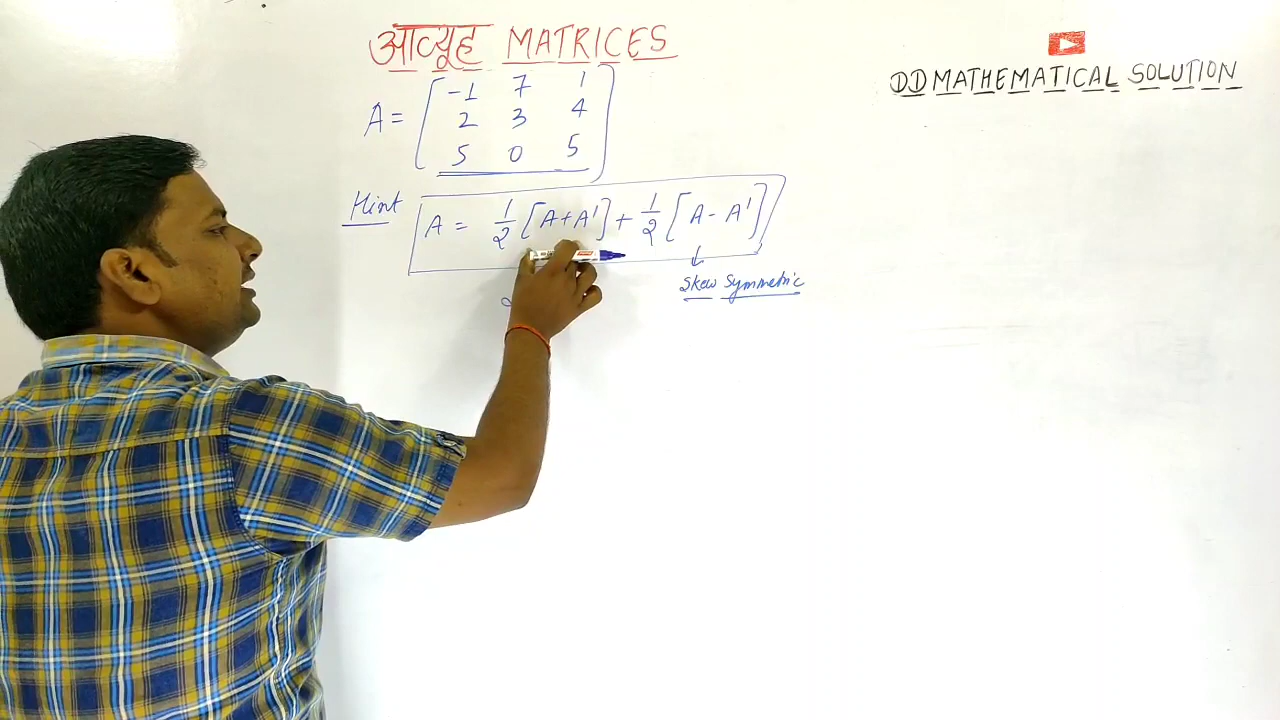 आव्यूह MATRICES
DD MATHEMATICAL SOLUTION
A = [ -1 7 1
2 3 4
5 0 5 ]
Hint A = 1/2 [A + A'] + 1/2 [A - A']
Skew Symmetric